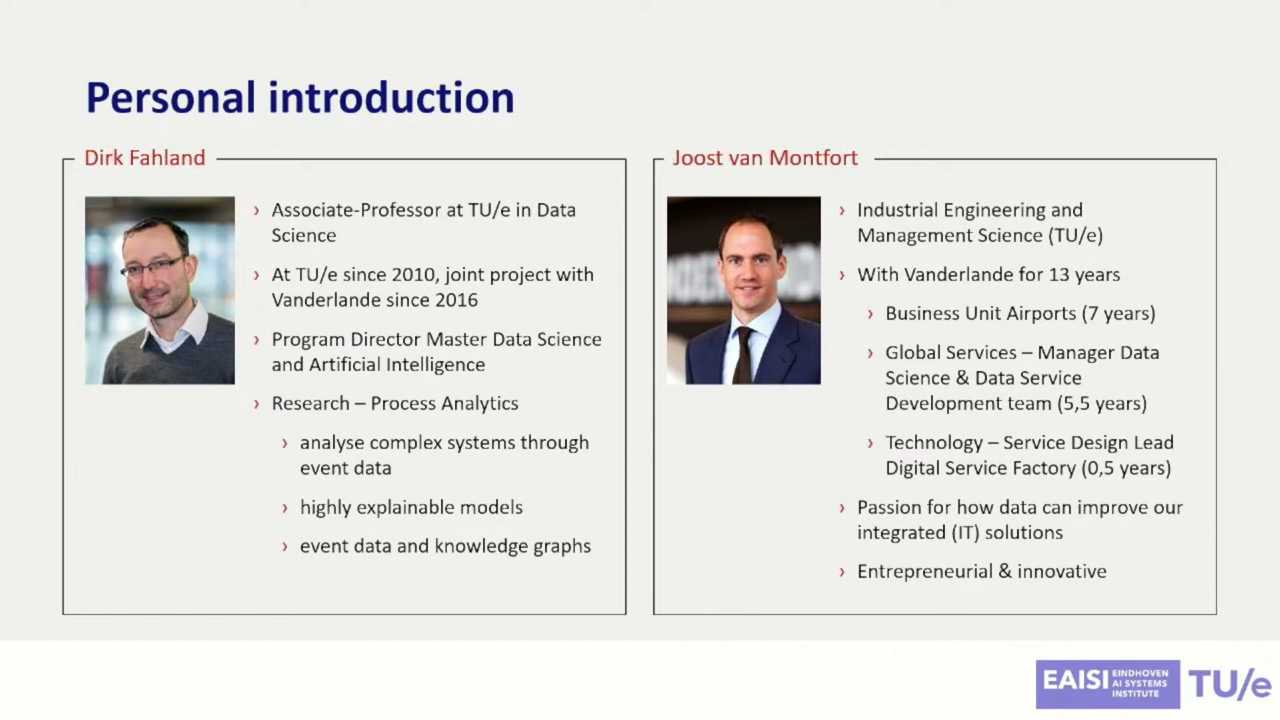 Personal introduction
Dirk Fahland
› Associate-Professor at TU/e in Data
Science
› At TU/e since 2010, joint project with
Vanderlande since 2016
› Program Director Master Data Science
and Artificial Intelligence
› Research – Process Analytics
› analyse complex systems through
event data
› highly explainable models
› event data and knowledge graphs
Joost van Montfort
› Industrial Engineering and
Management Science (TU/e)
› With Vanderlande for 13 years
› Business Unit Airports (7 years)
› Global Services – Manager Data
Science & Data Service
Development team (5,5 years)
› Technology – Service Design Lead
Digital Service Factory (0,5 years)
› Passion for how data can improve our
integrated (IT) solutions
› Entrepreneurial & innovative
EAISI EINDHOVEN
AI SYSTEMS
INSTITUTE
TU/e